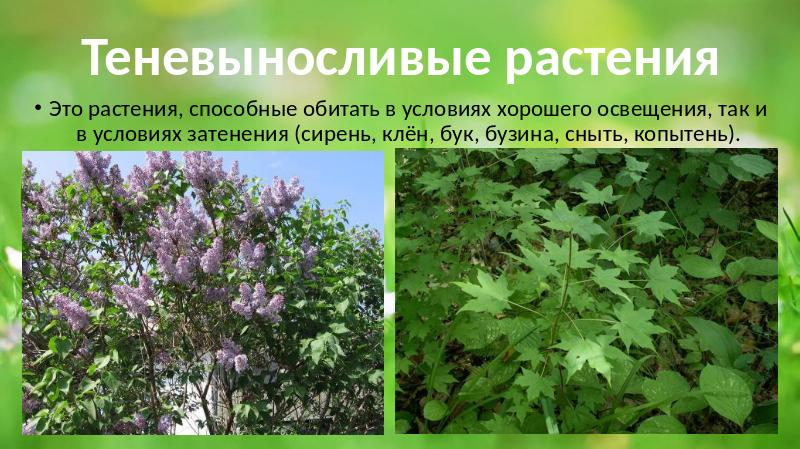 Теневыносливые растения
• Это растения, способные обитать в условиях хорошего освещения, так и
в условиях затенения (сирень, клён, бук, бузина, сныть, копытень).